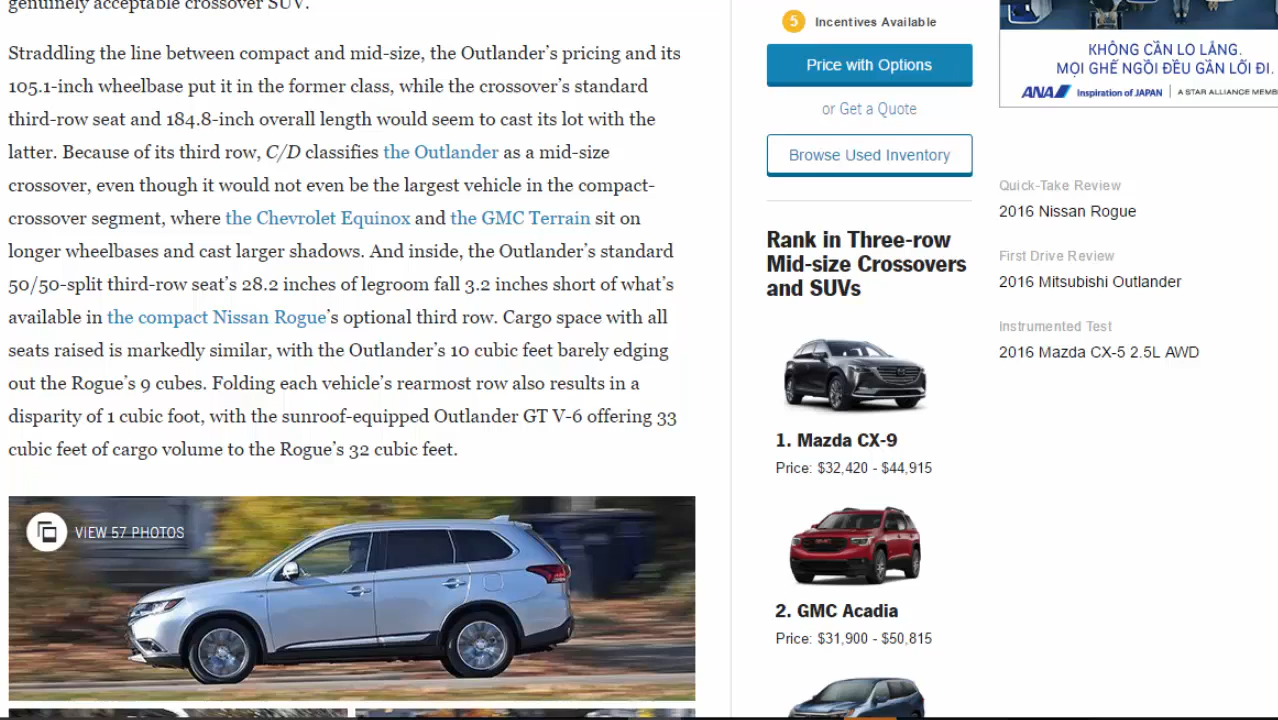 genuinely acceptable crossover SUV.
Straddling the line between compact and mid-size, the Outlander’s pricing and its
105.1-inch wheelbase put it in the former class, while the crossover’s standard
third-row seat and 184.8-inch overall length would seem to cast its lot with the
latter. Because of its third row, C/D classifies the Outlander as a mid-size
crossover, even though it would not even be the largest vehicle in the compact-
crossover segment, where the Chevrolet Equinox and the GMC Terrain sit on
longer wheelbases and cast larger shadows. And inside, the Outlander’s standard
50/50-split third-row seat’s 28.2 inches of legroom fall 3.2 inches short of what’s
available in the compact Nissan Rogue’s optional third row. Cargo space with all
seats raised is markedly similar, with the Outlander’s 10 cubic feet barely edging
out the Rogue’s 9 cubes. Folding each vehicle’s rearmost row also results in a
disparity of 1 cubic foot, with the sunroof-equipped Outlander GT V-6 offering 33
cubic feet of cargo volume to the Rogue’s 32 cubic feet.
VIEW 57 PHOTOS
5 Incentives Available
Price with Options
or Get a Quote
Browse Used Inventory
Rank in Three-row
Mid-size Crossovers
and SUVs
1. Mazda CX-9
Price: $32,420 - $44,915
2. GMC Acadia
Price: $31,900 - $50,815
KHÔNG CẦN LO LẮNG.
MỌI GHẾ NGỒI ĐỀU GẦN LỐI ĐI.
ANA Inspiration of JAPAN | A STAR ALLIANCE MEMB
Quick-Take Review
2016 Nissan Rogue
First Drive Review
2016 Mitsubishi Outlander
Instrumented Test
2016 Mazda CX-5 2.5L AWD